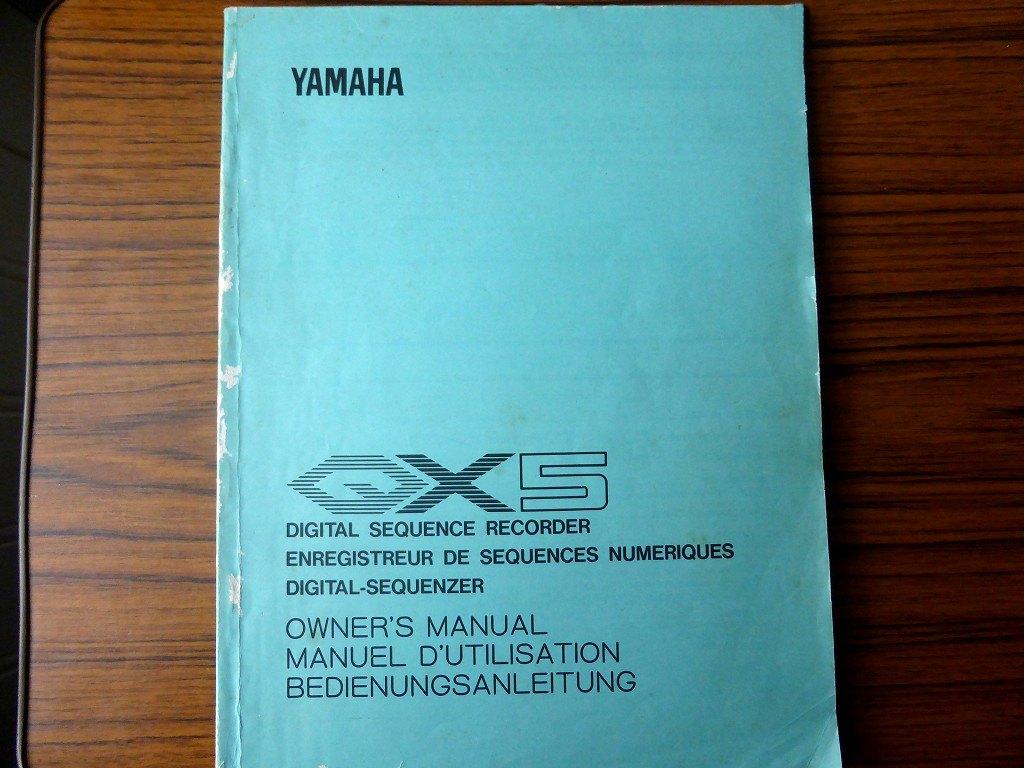 YAMAHA
QX5
DIGITAL SEQUENCE RECORDER
ENREGISTREUR DE SEQUENCES NUMERIQUES
DIGITAL-SEQUENZER
OWNER'S MANUAL
MANUEL D'UTILISATION
BEDIENUNGSANLEITUNG